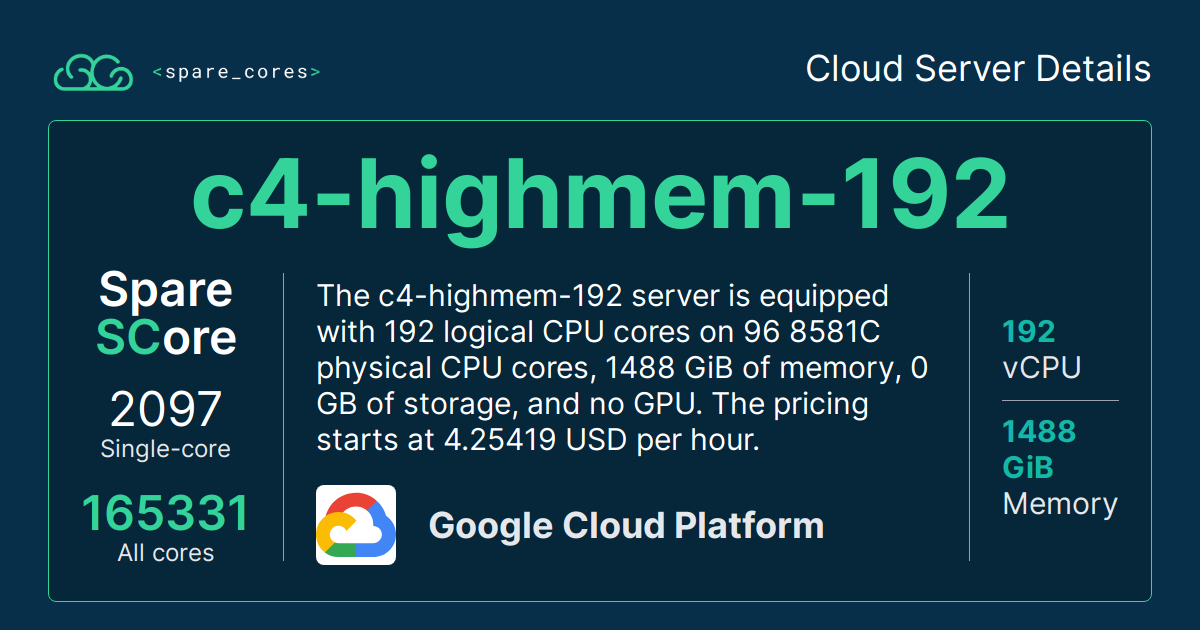 <spare_cores>
Cloud Server Details
c4-highmem-192
Spare
SCore
2097
Single-core
165331
All cores
The c4-highmem-192 server is equipped
with 192 logical CPU cores on 96 8581C
physical CPU cores, 1488 GiB of memory, 0
GB of storage, and no GPU. The pricing
starts at 4.25419 USD per hour.
Google Cloud Platform
192
vCPU
1488
GiB
Memory